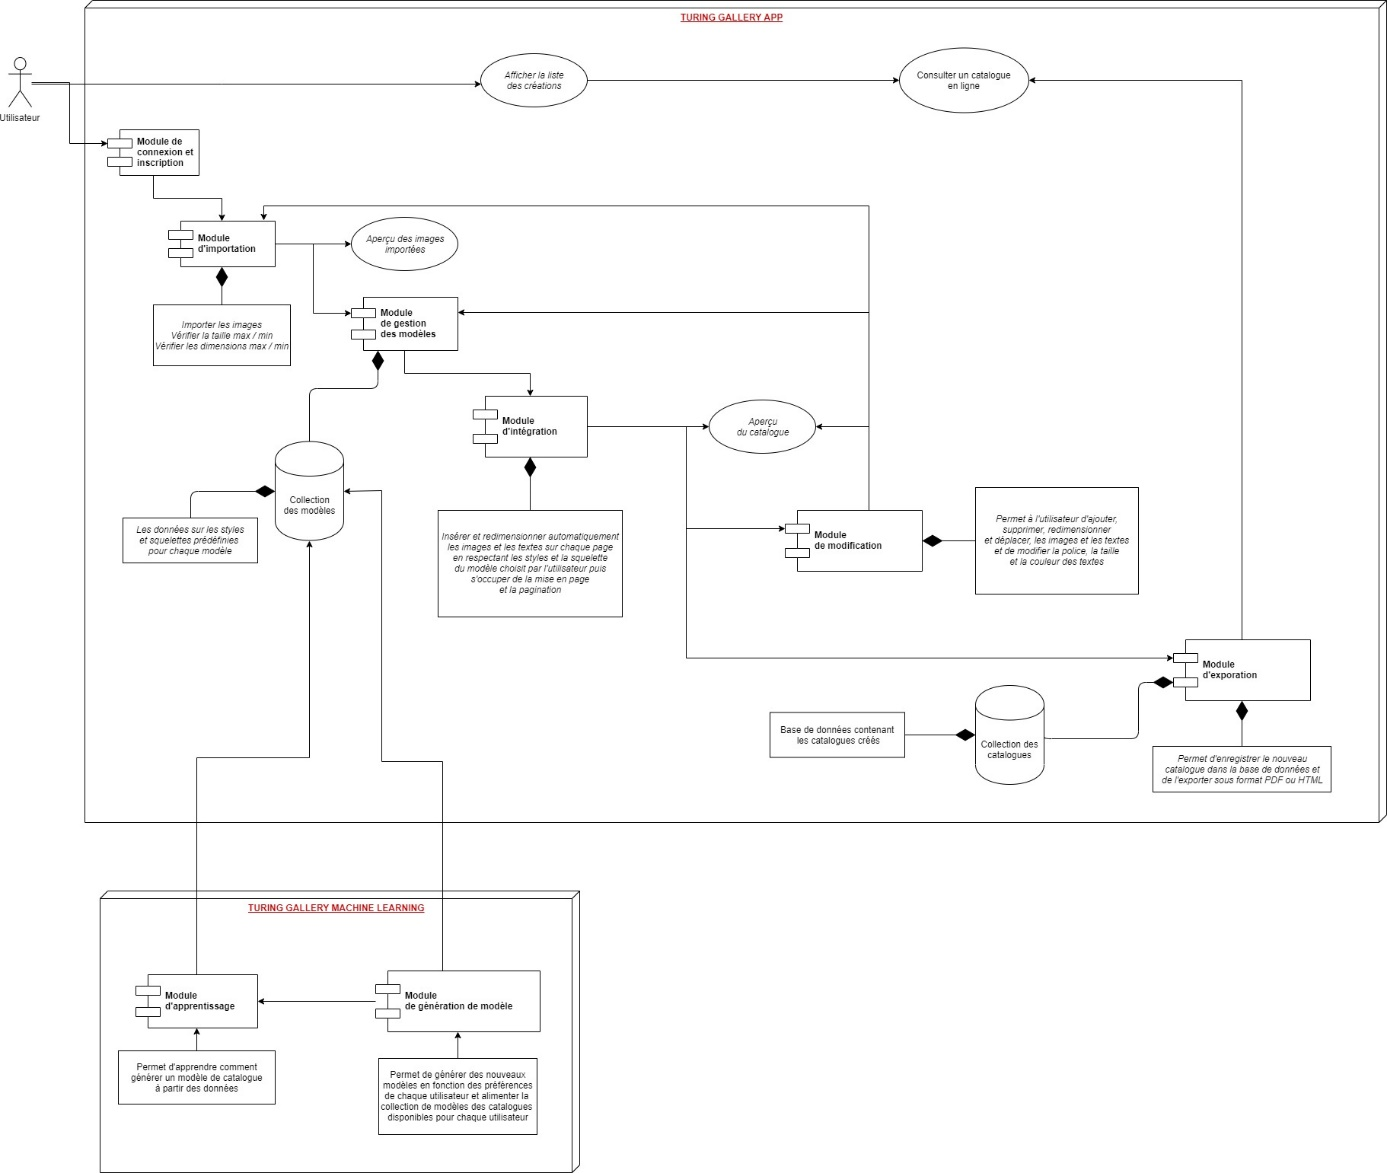 TURING GALLERY APP
Utilisateur
Afficher la liste
des créations
Consulter un catalogue
en ligne
Module de
connexion et
inscription
Module
d'importation
Aperçu des images
importées
Importer les images
Vérifier la taille max / min
Vérifier les dimensions max / min
Module
de gestion
des modèles
Module
d'intégration
Aperçu
du catalogue
Collection
des modèles
Les données sur les styles
et squelettes prédéfinies
pour chaque modèle
Insérer et redimensionner automatiquement
les images et les textes sur chaque page
en respectant les styles et la squelette
du modèle choisit par l'utilisateur puis
s'occuper de la mise en page
et la pagination
Module
de modification
Permet à l'utilisateur d'ajouter,
supprimer, redimensionner
et déplacer, les images et les textes
et de modifier la police, la taille
et la couleur des textes
Module
d'exporation
Base de données contenant
les catalogues créés
Collection des
catalogues
Permet d'enregistrer le nouveau
catalogue dans la base de données et
de l'exporter sous format PDF ou HTML
TURING GALLERY MACHINE LEARNING
Module
d'apprentissage
Module
de génération de modèle
Permet d'apprendre comment
générer un modèle de catalogue
à partir des données
Permet de générer des nouveaux
modèles en fonction des préférences
de chaque utilisateur et alimenter la
collection de modèles des catalogues
disponibles pour chaque utilisateur